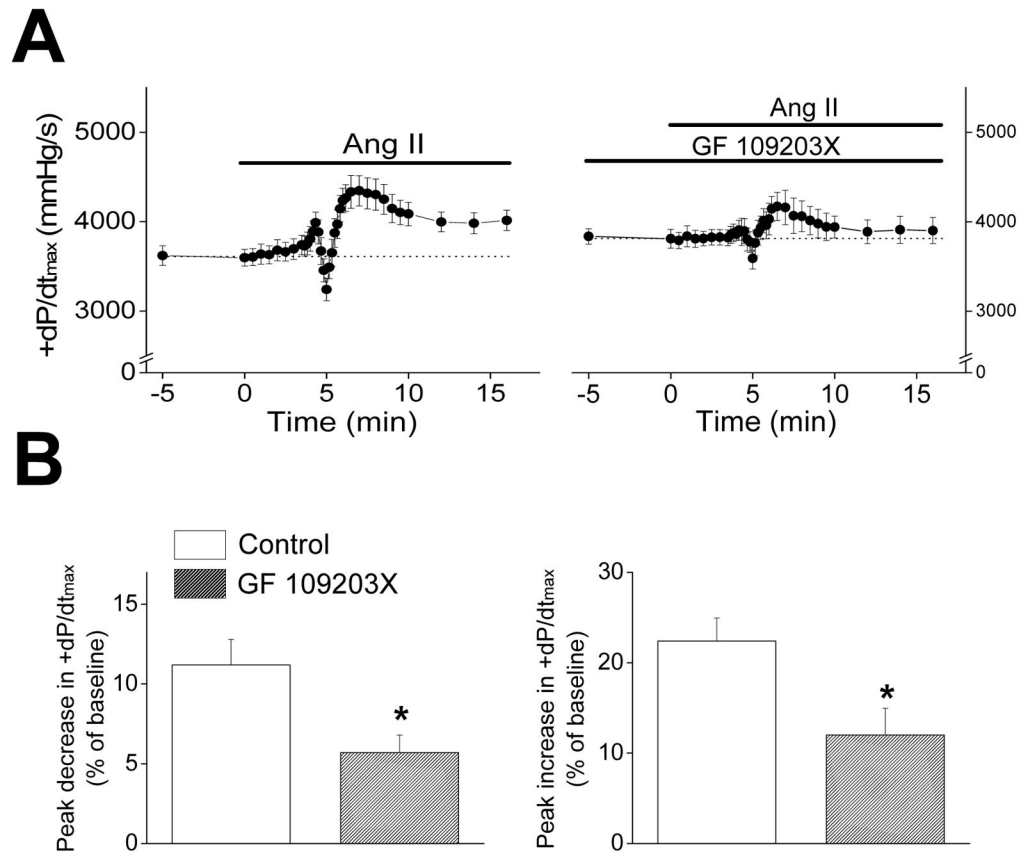 A
+dP/dtmax (mmHg/s)
5000
4000
3000
0
Ang II
-5 0 5 10 15
Time (min)
Ang II
GF 109203X
5000
4000
3000
0
-5 0 5 10 15
Time (min)
B
Peak decrease in +dP/dtmax
(% of baseline)
15
10
5
0
Control
GF 109203X
*
Peak increase in +dP/dtmax
(% of baseline)
30
20
10
0
*